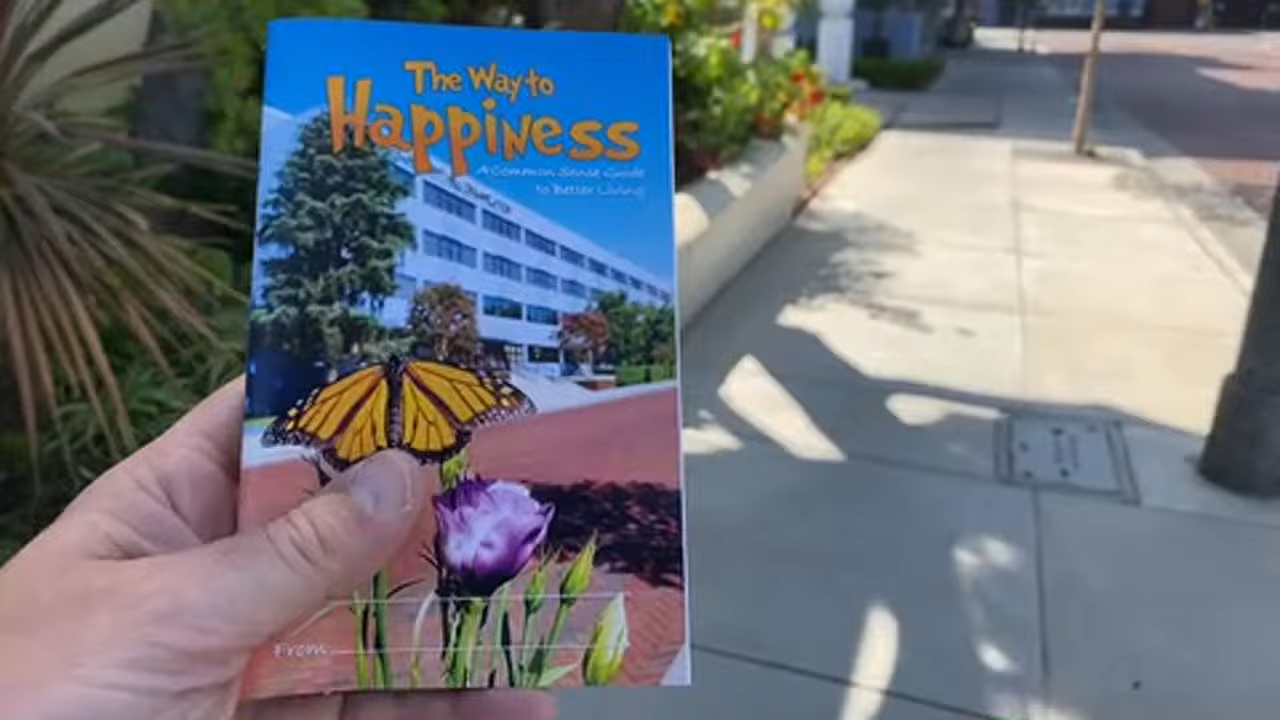 The Way to
Happiness
A Common Sense Guide
to Better Living
From